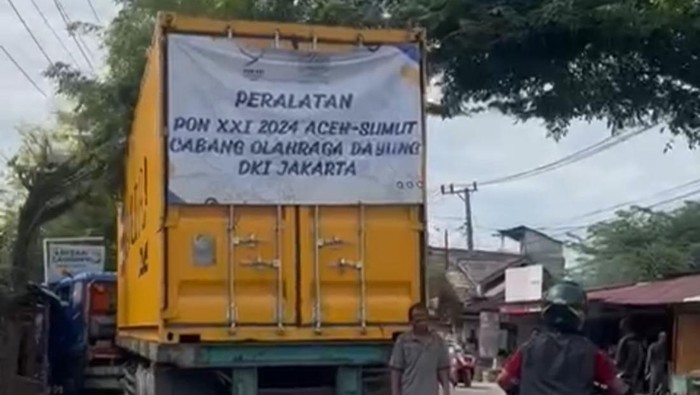 PERALATAN
PON XXI 2024 ACEH-SUMUT
CABANG OLAHRAGA DAYUNG
DKI JAKARTA